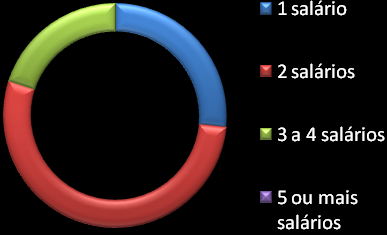 1 salário
2 salários
3 a 4 salários
5 ou mais
salários